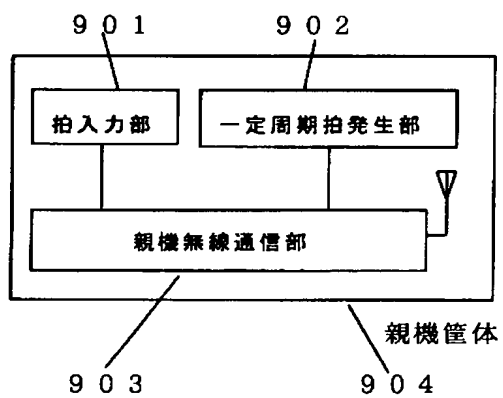 ９０１ ９０２
拍入力部 一定周期拍発生部
親機無線通信部
親機筐体
９０３ ９０４